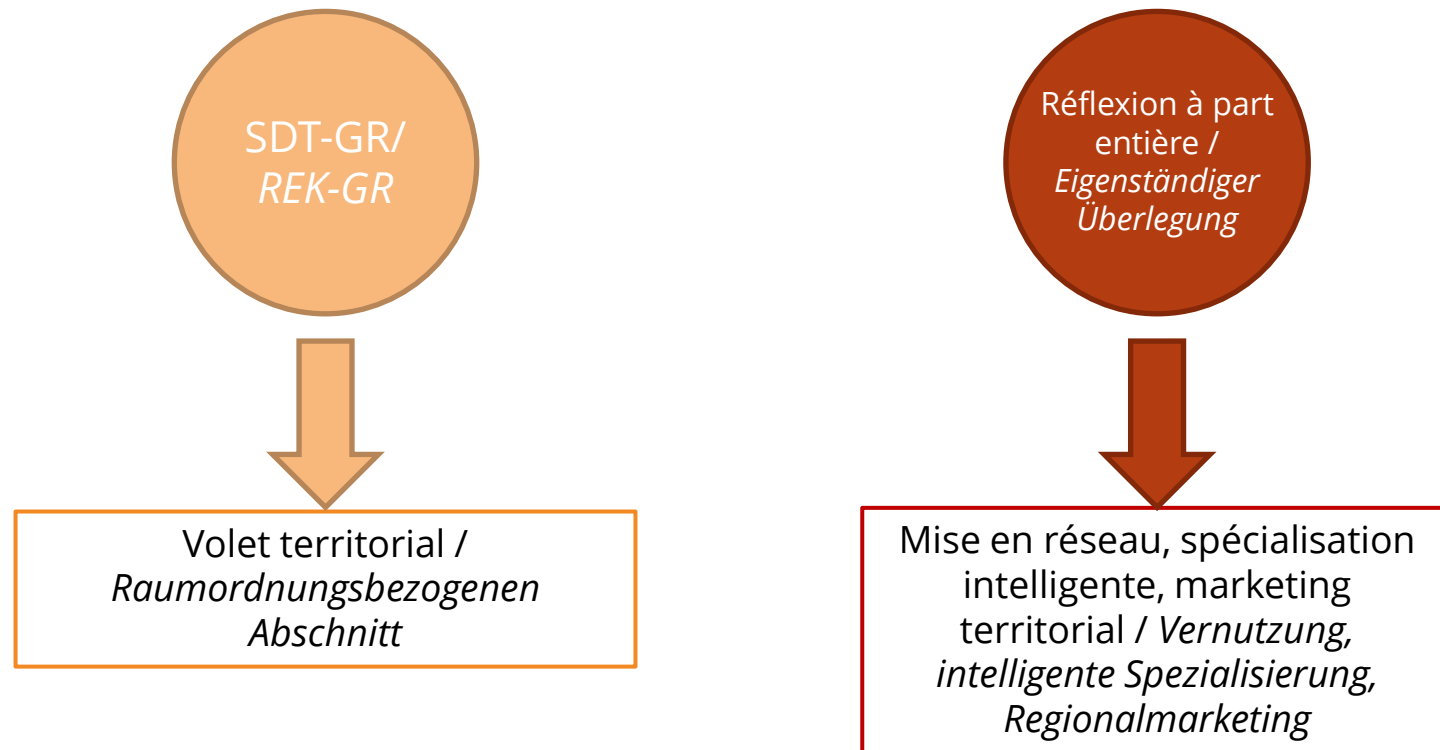 SDT-GR/
REK-GR
Réflexion à part
entière /
Eigenständiger
Überlegung
Volet territorial /
Raumordnungsbezogenen
Abschnitt
Mise en réseau, spécialisation
intelligente, marketing
territorial / Vernutzung,
intelligente Spezialisierung,
Regionalmarketing